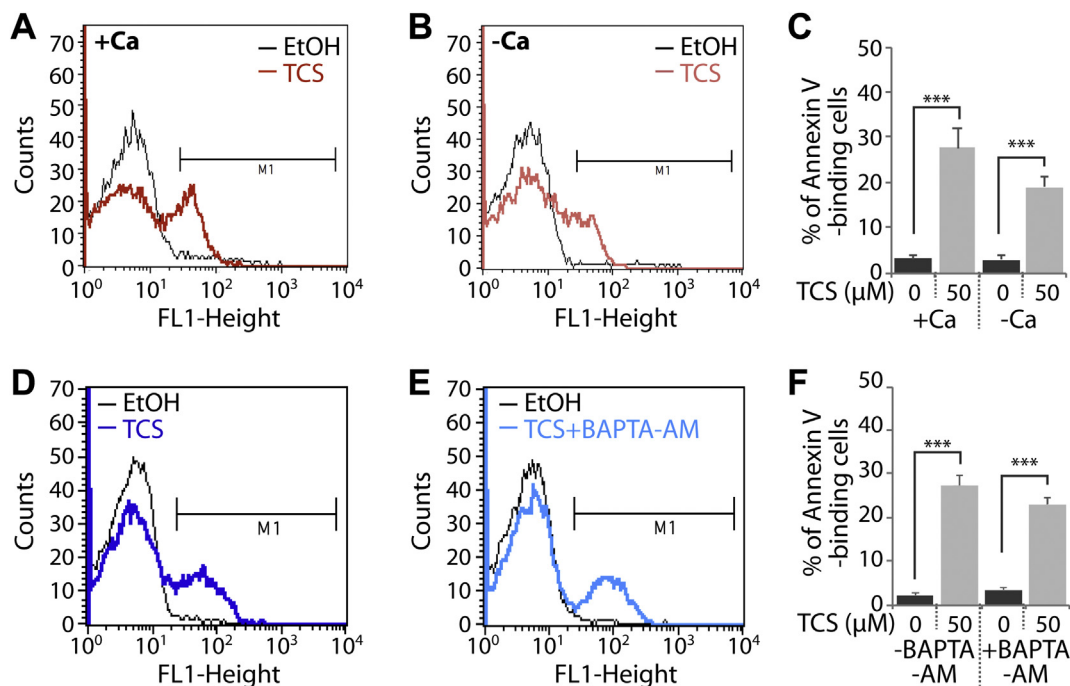 A
+Ca
EtOH
TCS
M1
Counts
70
60
50
40
30
20
10
0
10⁰ 10¹ 10² 10³ 10⁴
FL1-Height
B
-Ca
EtOH
TCS
M1
Counts
70
60
50
40
30
20
10
0
10⁰ 10¹ 10² 10³ 10⁴
FL1-Height
C
% of Annexin V
-binding cells
50
40
30
20
10
0
***
***
TCS (μM) 0 50 0 50
+Ca -Ca
D
EtOH
TCS
M1
Counts
70
60
50
40
30
20
10
0
10⁰ 10¹ 10² 10³ 10⁴
FL1-Height
E
EtOH
TCS+BAPTA-AM
M1
Counts
70
60
50
40
30
20
10
0
10⁰ 10¹ 10² 10³ 10⁴
FL1-Height
F
% of Annexin V
-binding cells
50
40
30
20
10
0
***
***
TCS (μM) 0 50 0 50
-BAPTA +BAPTA
-AM -AM